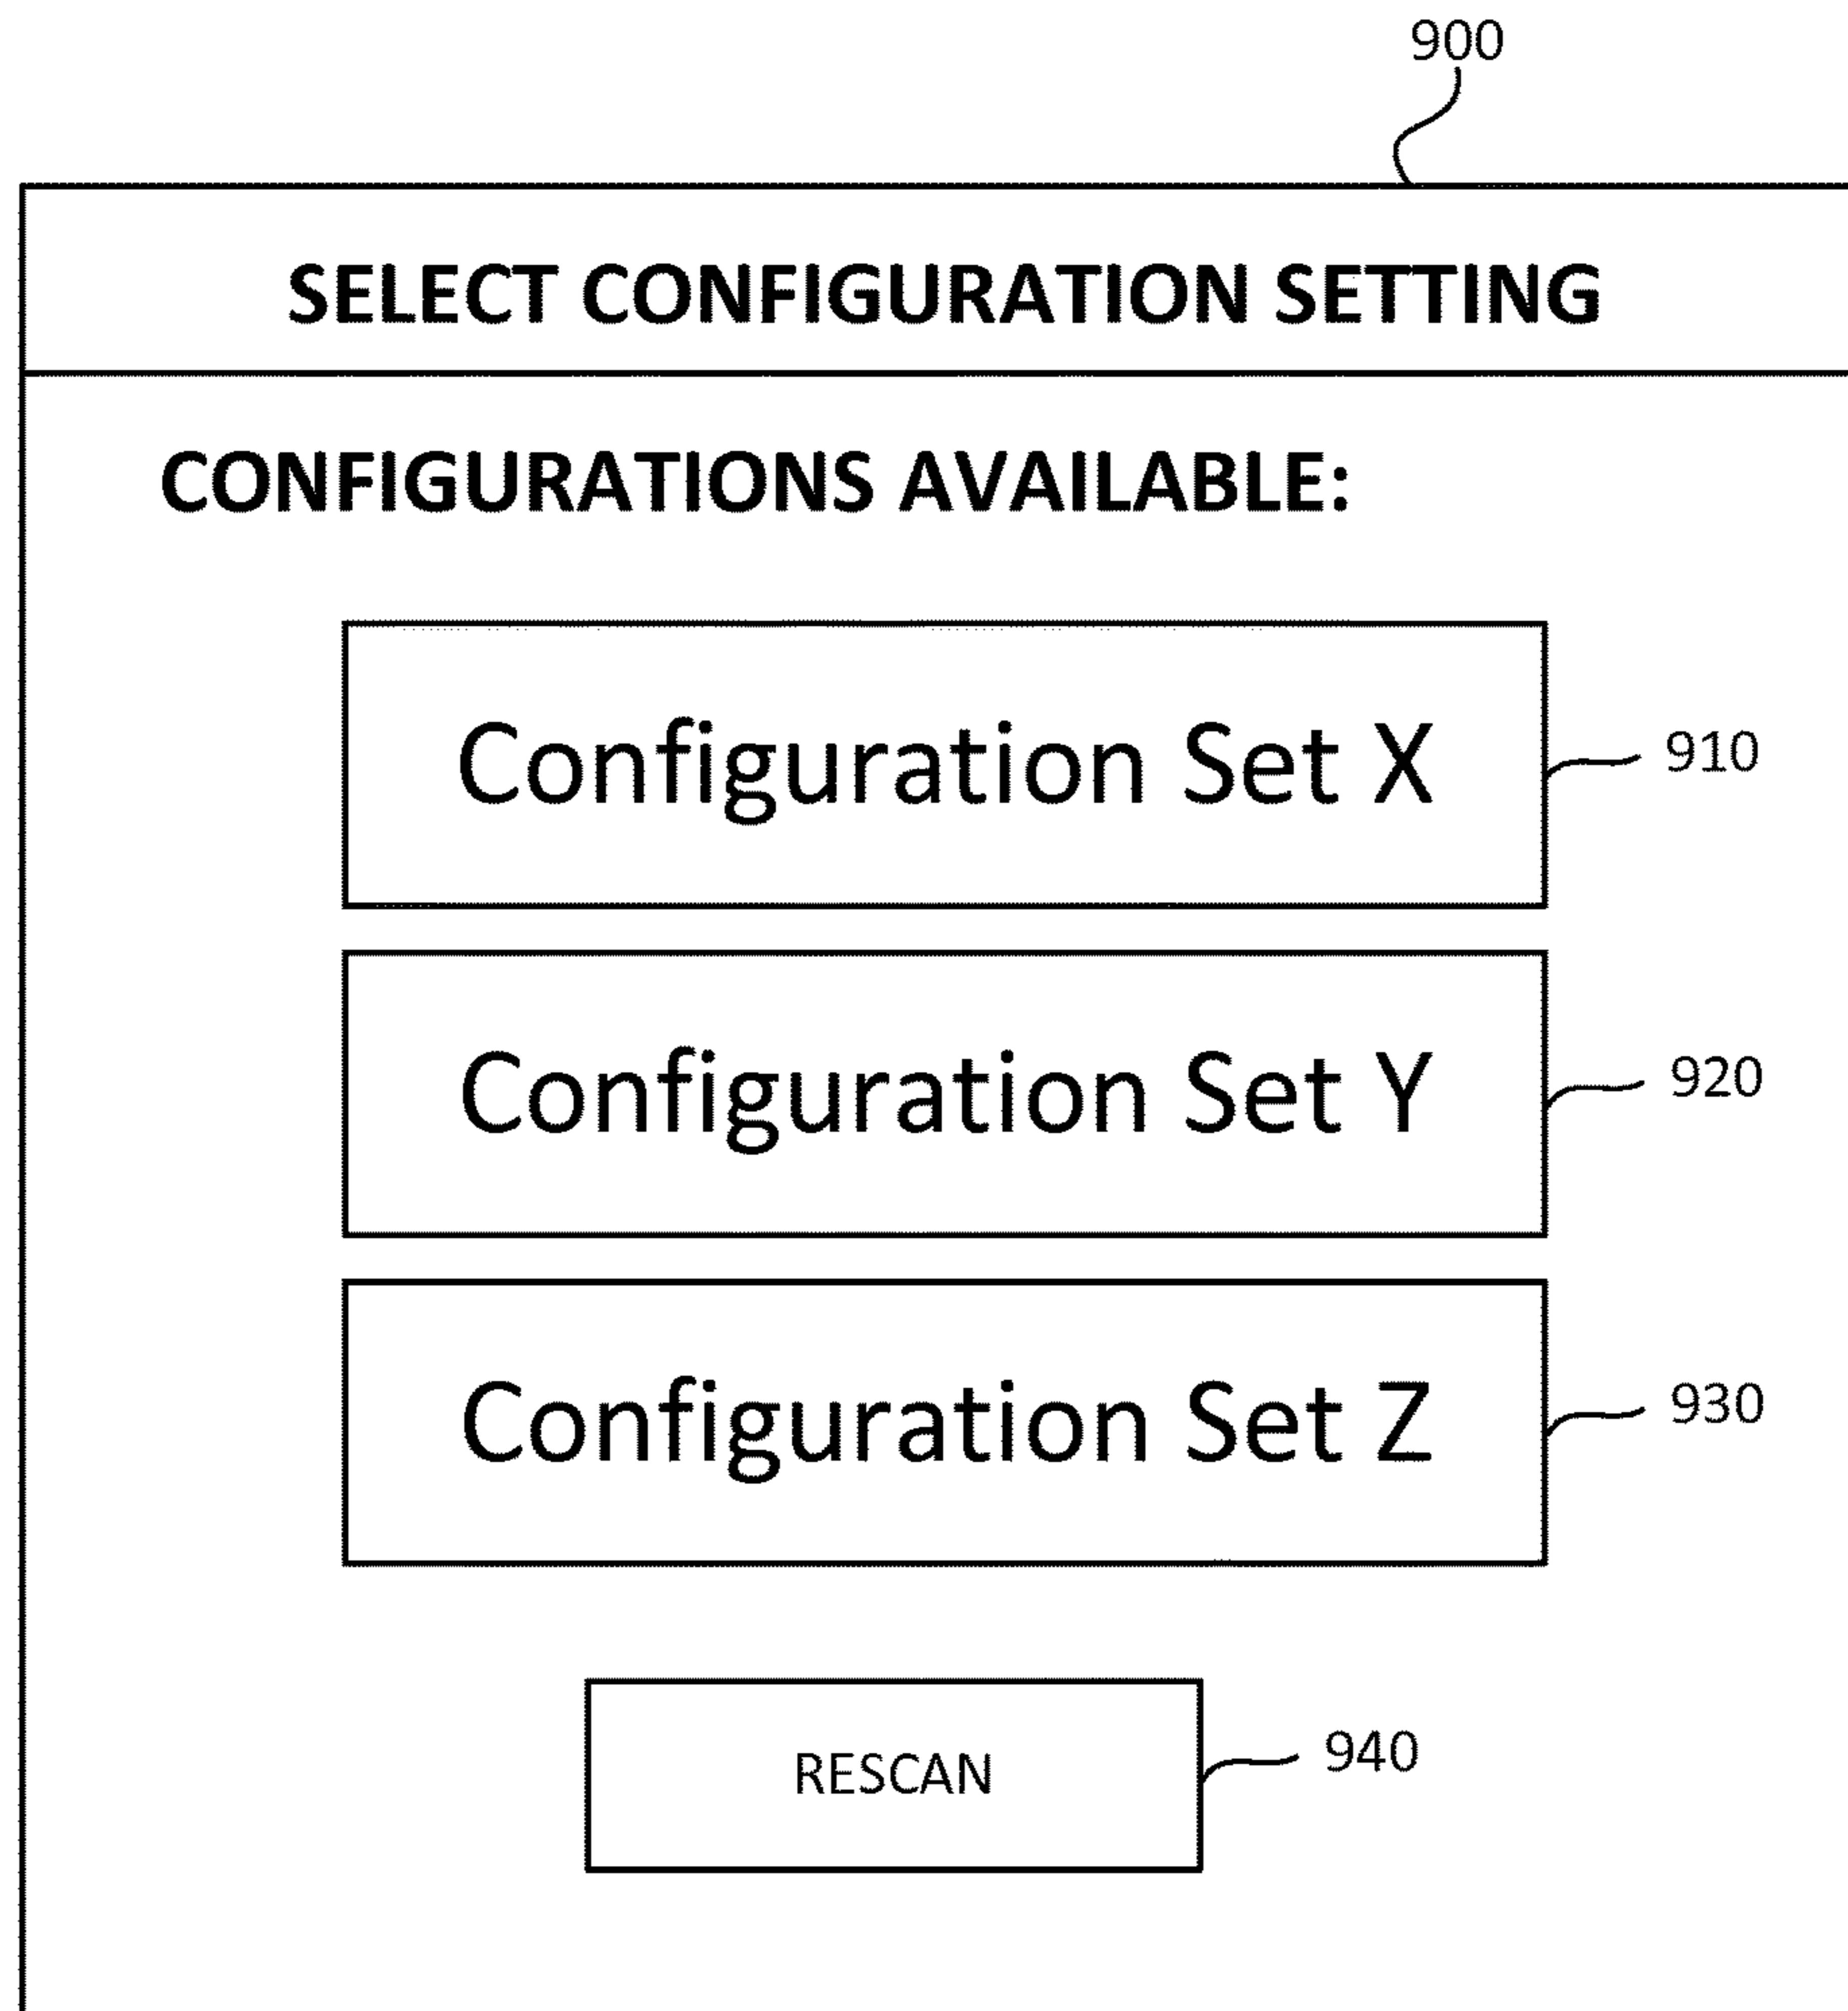 900
SELECT CONFIGURATION SETTING
CONFIGURATIONS AVAILABLE:
Configuration Set X
910
Configuration Set Y
920
Configuration Set Z
930
RESCAN
940